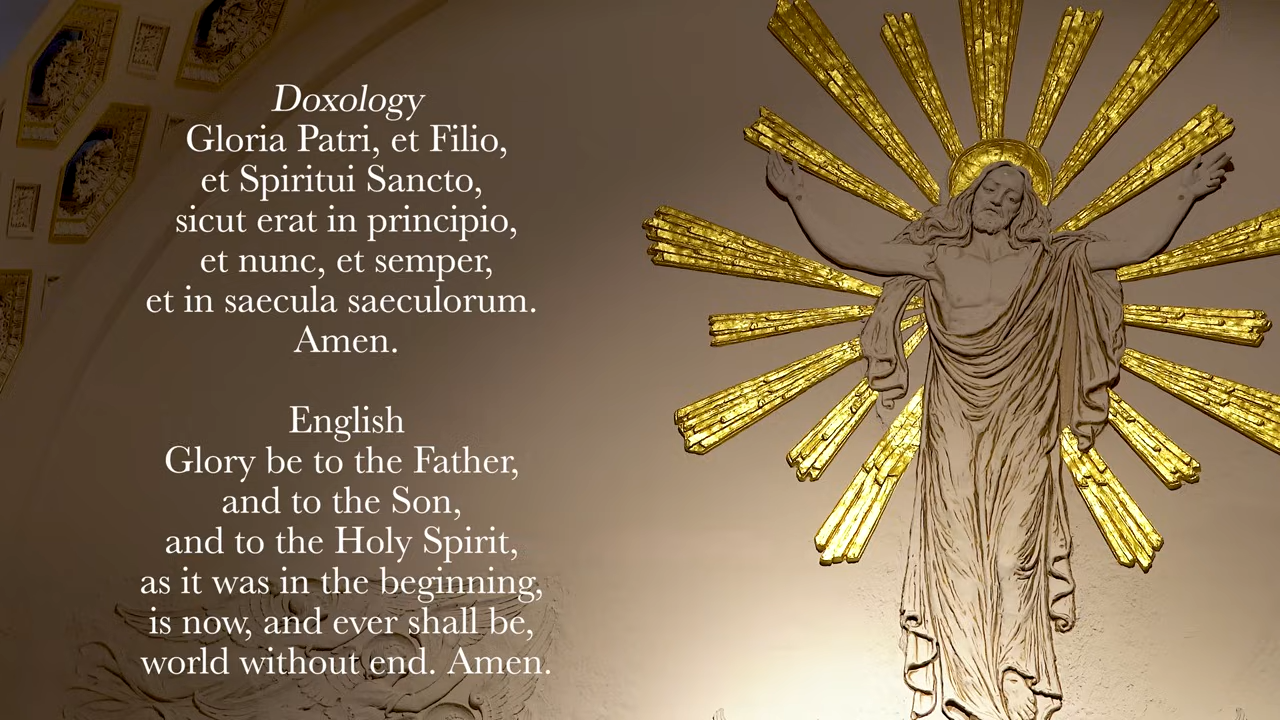 Doxology
Gloria Patri, et Filio,
et Spiritui Sancto,
sicut erat in principio,
et nunc, et semper,
et in saecula saeculorum.
Amen.
English
Glory be to the Father,
and to the Son,
and to the Holy Spirit,
as it was in the beginning,
is now, and ever shall be,
world without end. Amen.